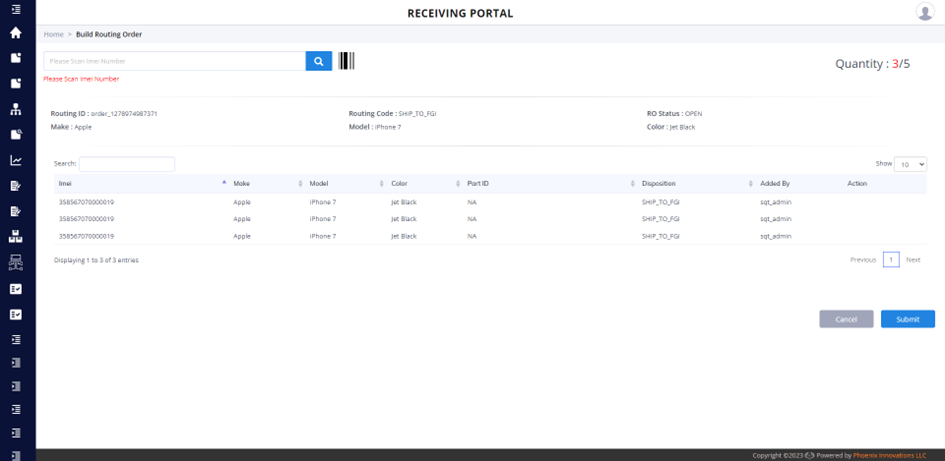 RECEIVING PORTAL
Home > Build Routing Order
Please Scan Imei Number
Quantity : 3/5
Please Scan Imei Number
Routing ID : order_1278974987371 Routing Code : SHIP_TO_FGI RO Status : OPEN
Make : Apple Model : iPhone 7 Color : Jet Black
Search: Show 10
Imei Make Model Color Part ID Disposition Added By Action
358567070000019 Apple iPhone 7 Jet Black NA SHIP_TO_FGI sqt_admin
358567070000019 Apple iPhone 7 Jet Black NA SHIP_TO_FGI sqt_admin
358567070000019 Apple iPhone 7 Jet Black NA SHIP_TO_FGI sqt_admin
Displaying 1 to 3 of 3 entries Previous 1 Next
Cancel Submit
Copyright ©2023 Powered by Phoenix Innovations LLC